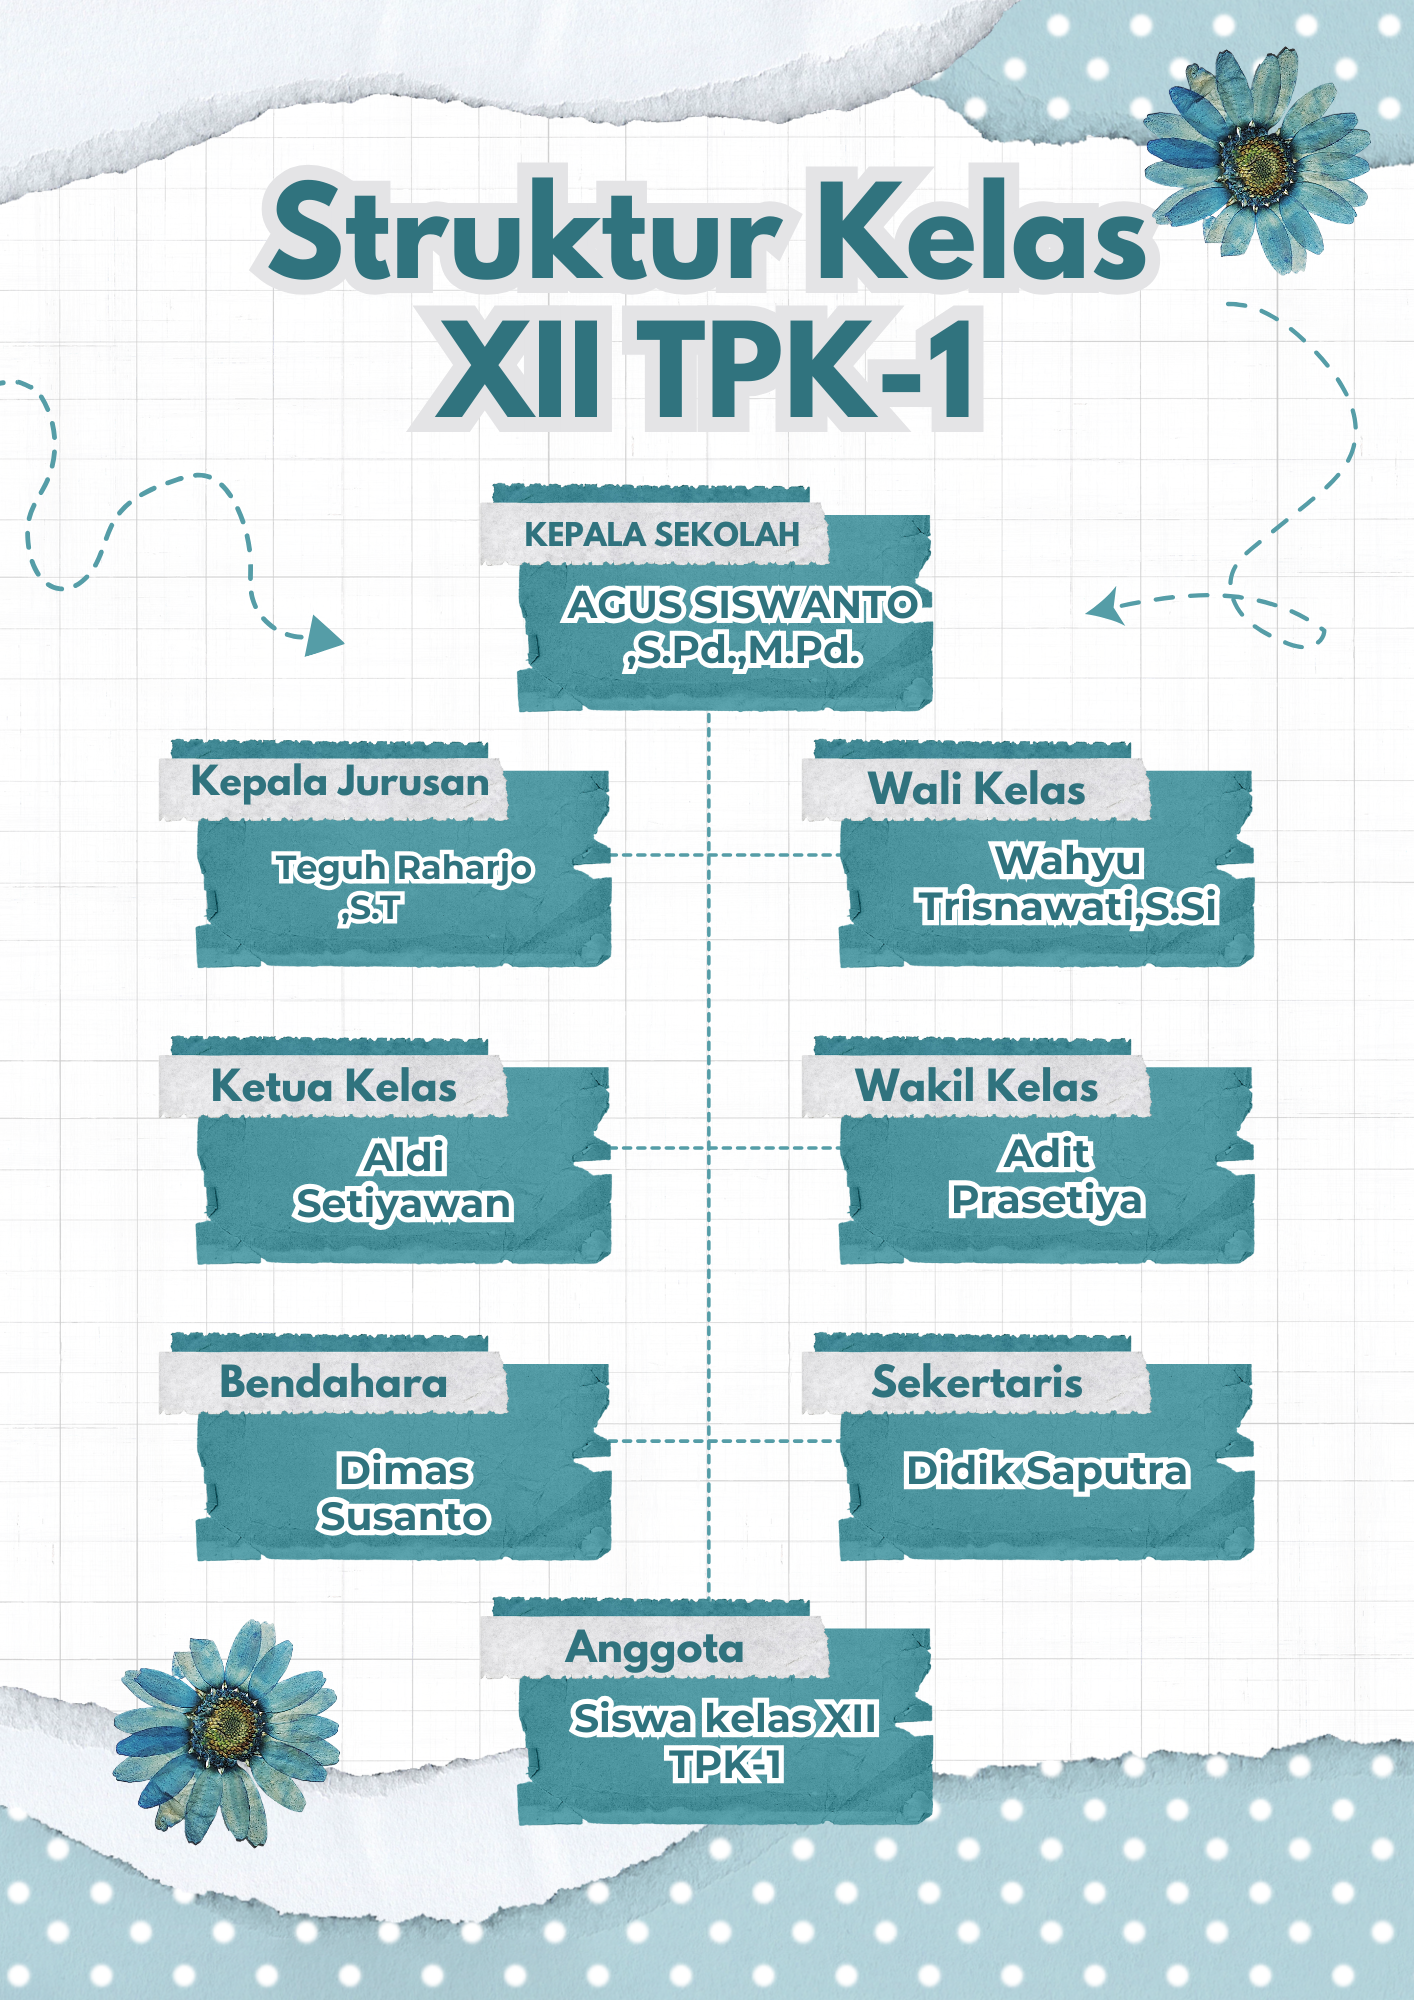 Struktur Kelas
XII TPK-1
KEPALA SEKOLAH
AGUS SISWANTO
,S.Pd.,M.Pd.
Kepala Jurusan
Teguh Raharjo
,S.T
Wali Kelas
Wahyu
Trisnawati,S.Si
Ketua Kelas
Aldi
Setiyawan
Wakil Kelas
Adit
Prasetiya
Bendahara
Dimas
Susanto
Sekertaris
Didik Saputra
Anggota
Siswa kelas XII
TPK-1